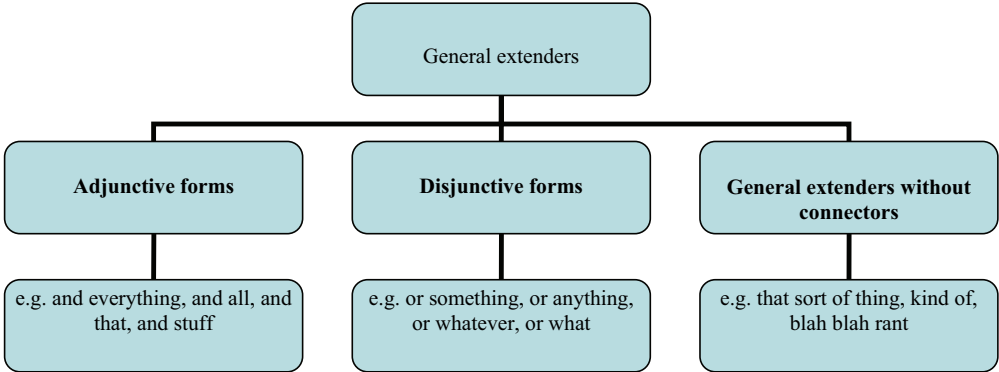 General extenders
Adjunctive forms
Disjunctive forms
General extenders without
connectors
e.g. and everything, and all, and
that, and stuff
e.g. or something, or anything,
or whatever, or what
e.g. that sort of thing, kind of,
blah blah rant